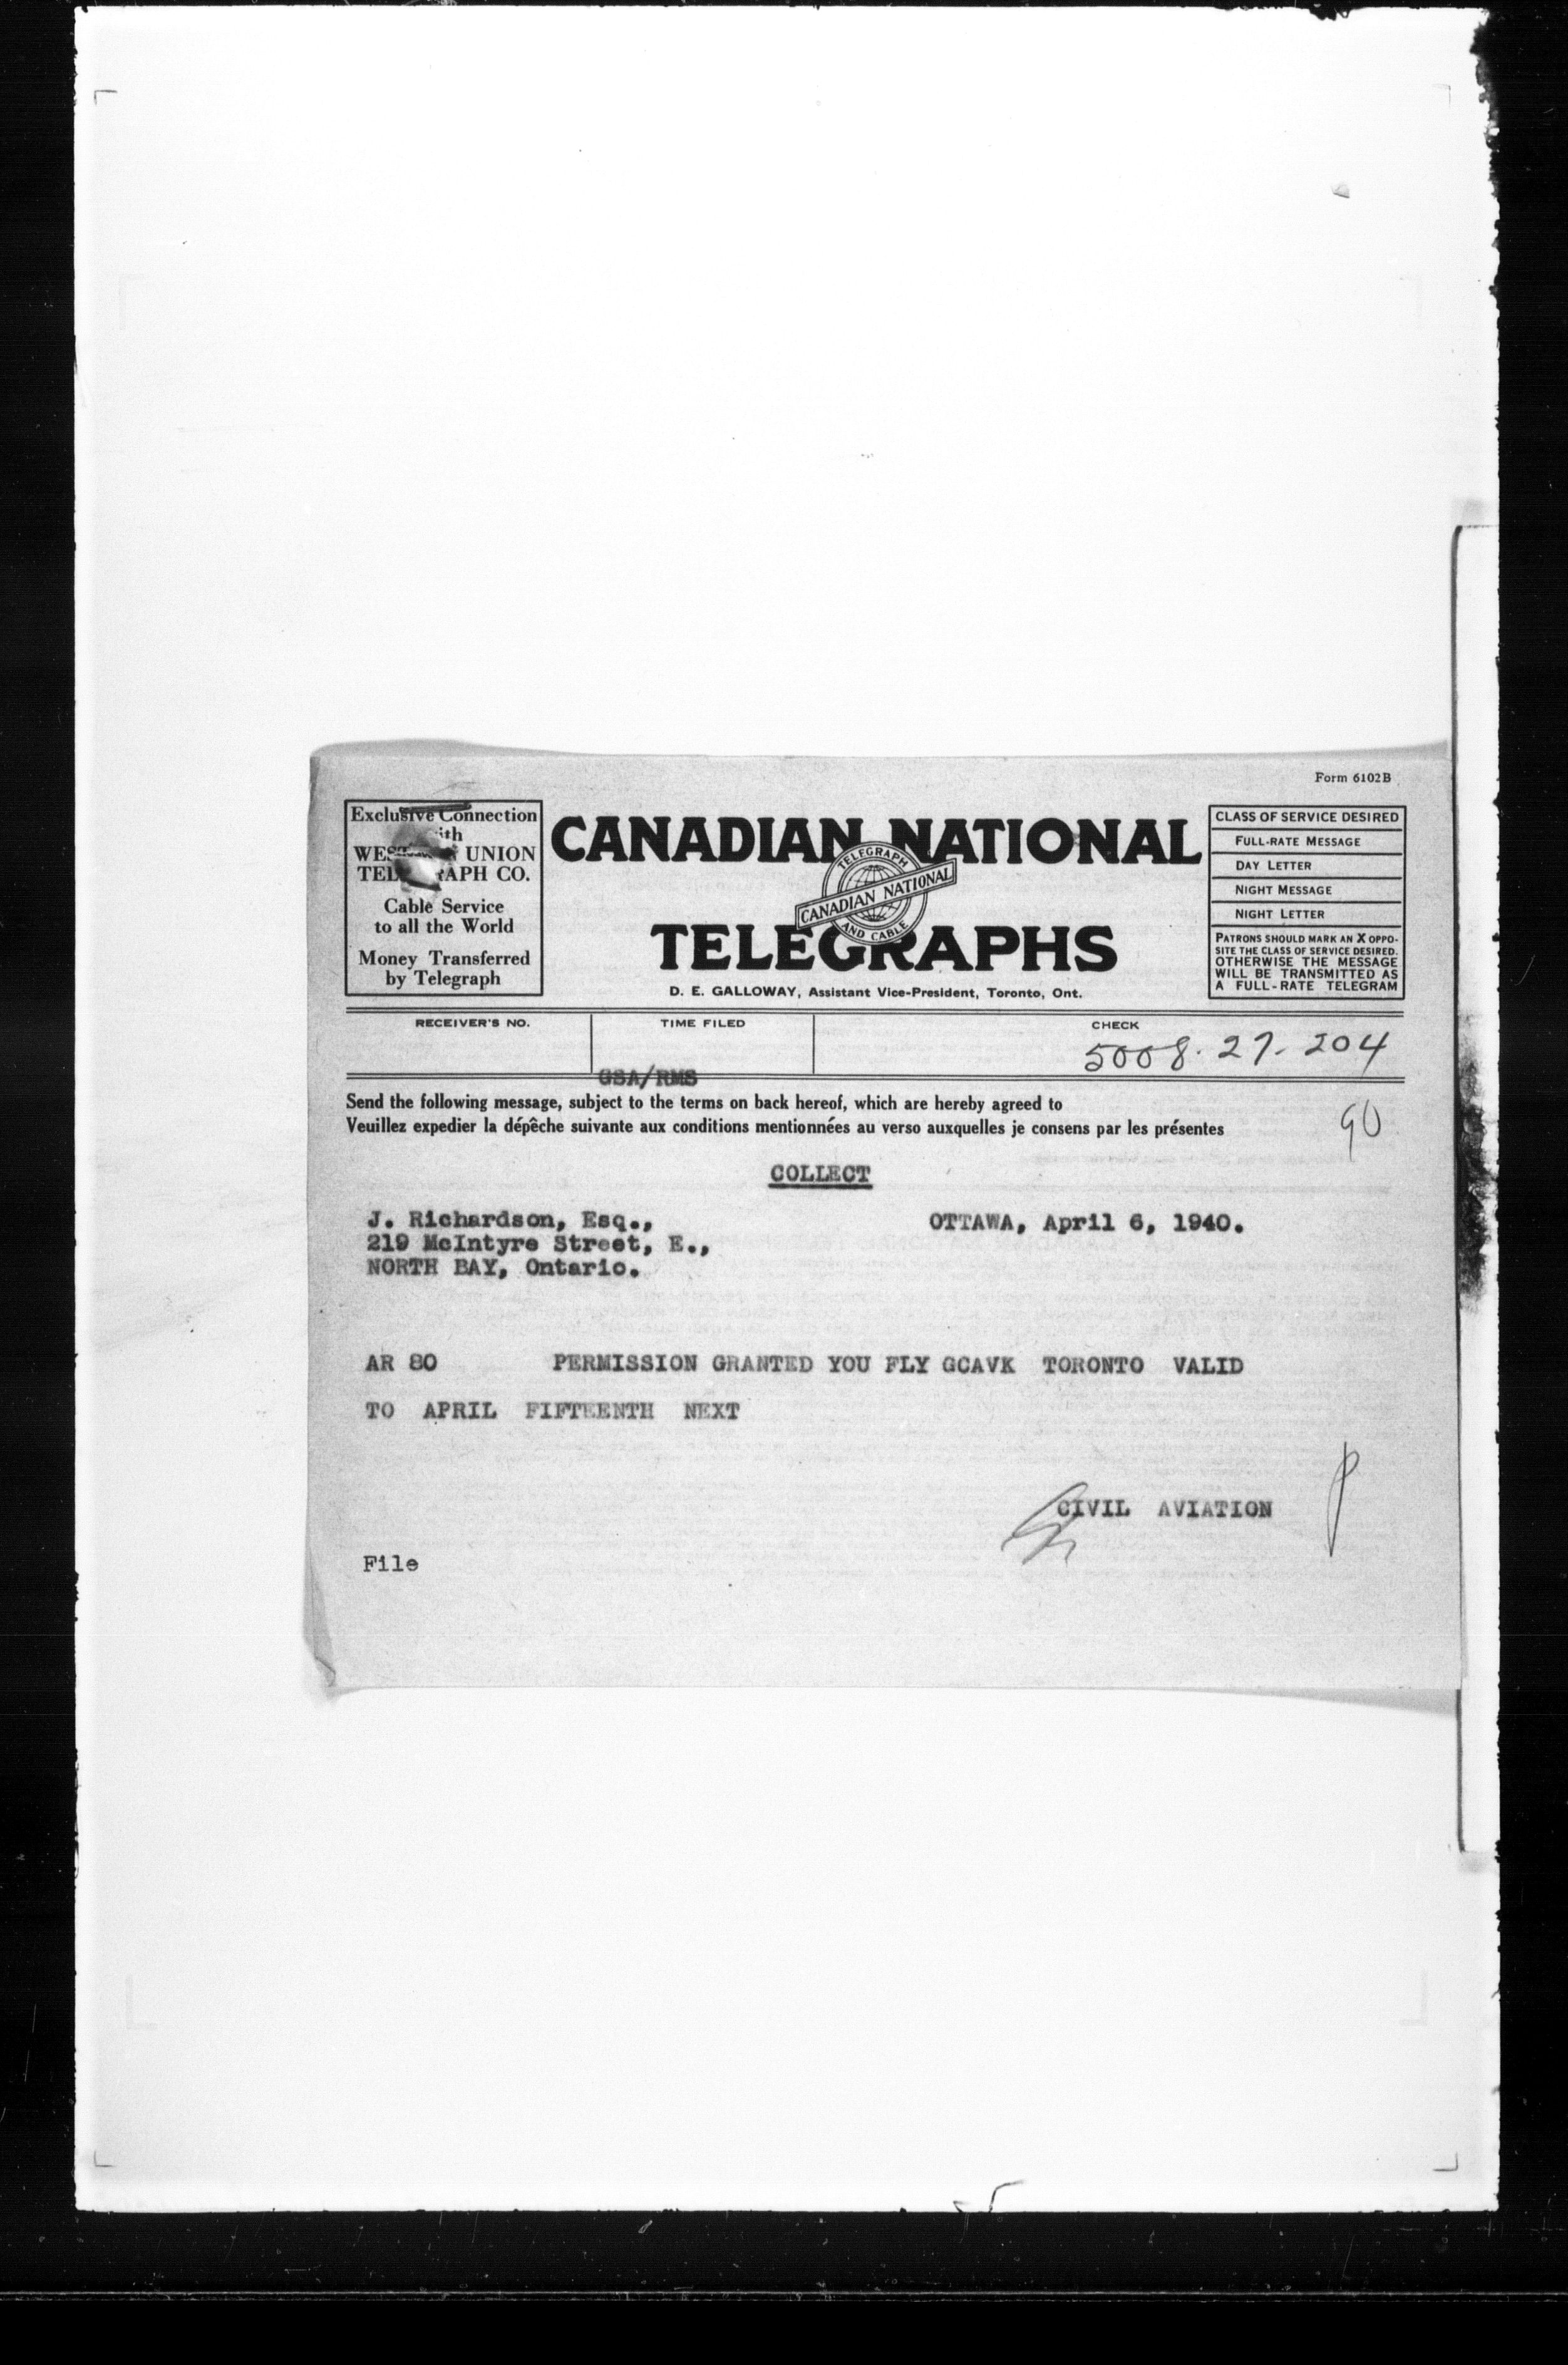 Form 6102B
Exclusive Connection
with
WESTERN UNION
TELEGRAPH CO.
Cable Service
to all the World
Money Transferred
by Telegraph
CANADIAN NATIONAL
TELEGRAPH
CANADIAN NATIONAL
AND CABLE
TELEGRAPHS
D. E. GALLOWAY, Assistant Vice-President, Toronto, Ont.
CLASS OF SERVICE DESIRED
FULL-RATE MESSAGE
DAY LETTER
NIGHT MESSAGE
NIGHT LETTER
PATRONS SHOULD MARK AN X OPPO-
SITE THE CLASS OF SERVICE DESIRED.
OTHERWISE THE MESSAGE
WILL BE TRANSMITTED AS
A FULL-RATE TELEGRAM
RECEIVER'S NO.
TIME FILED
CHECK
5008. 27. 204
GSA/RMS
Send the following message, subject to the terms on back hereof, which are hereby agreed to
Veuillez expedier la dépêche suivante aux conditions mentionnées au verso auxquelles je consens par les présentes
90
COLLECT
J. Richardson, Esq., OTTAWA, April 6, 1940.
219 McIntyre Street, E.,
NORTH BAY, Ontario.
AR 80 PERMISSION GRANTED YOU FLY GCAVK TORONTO VALID
TO APRIL FIFTEENTH NEXT
CIVIL AVIATION
File